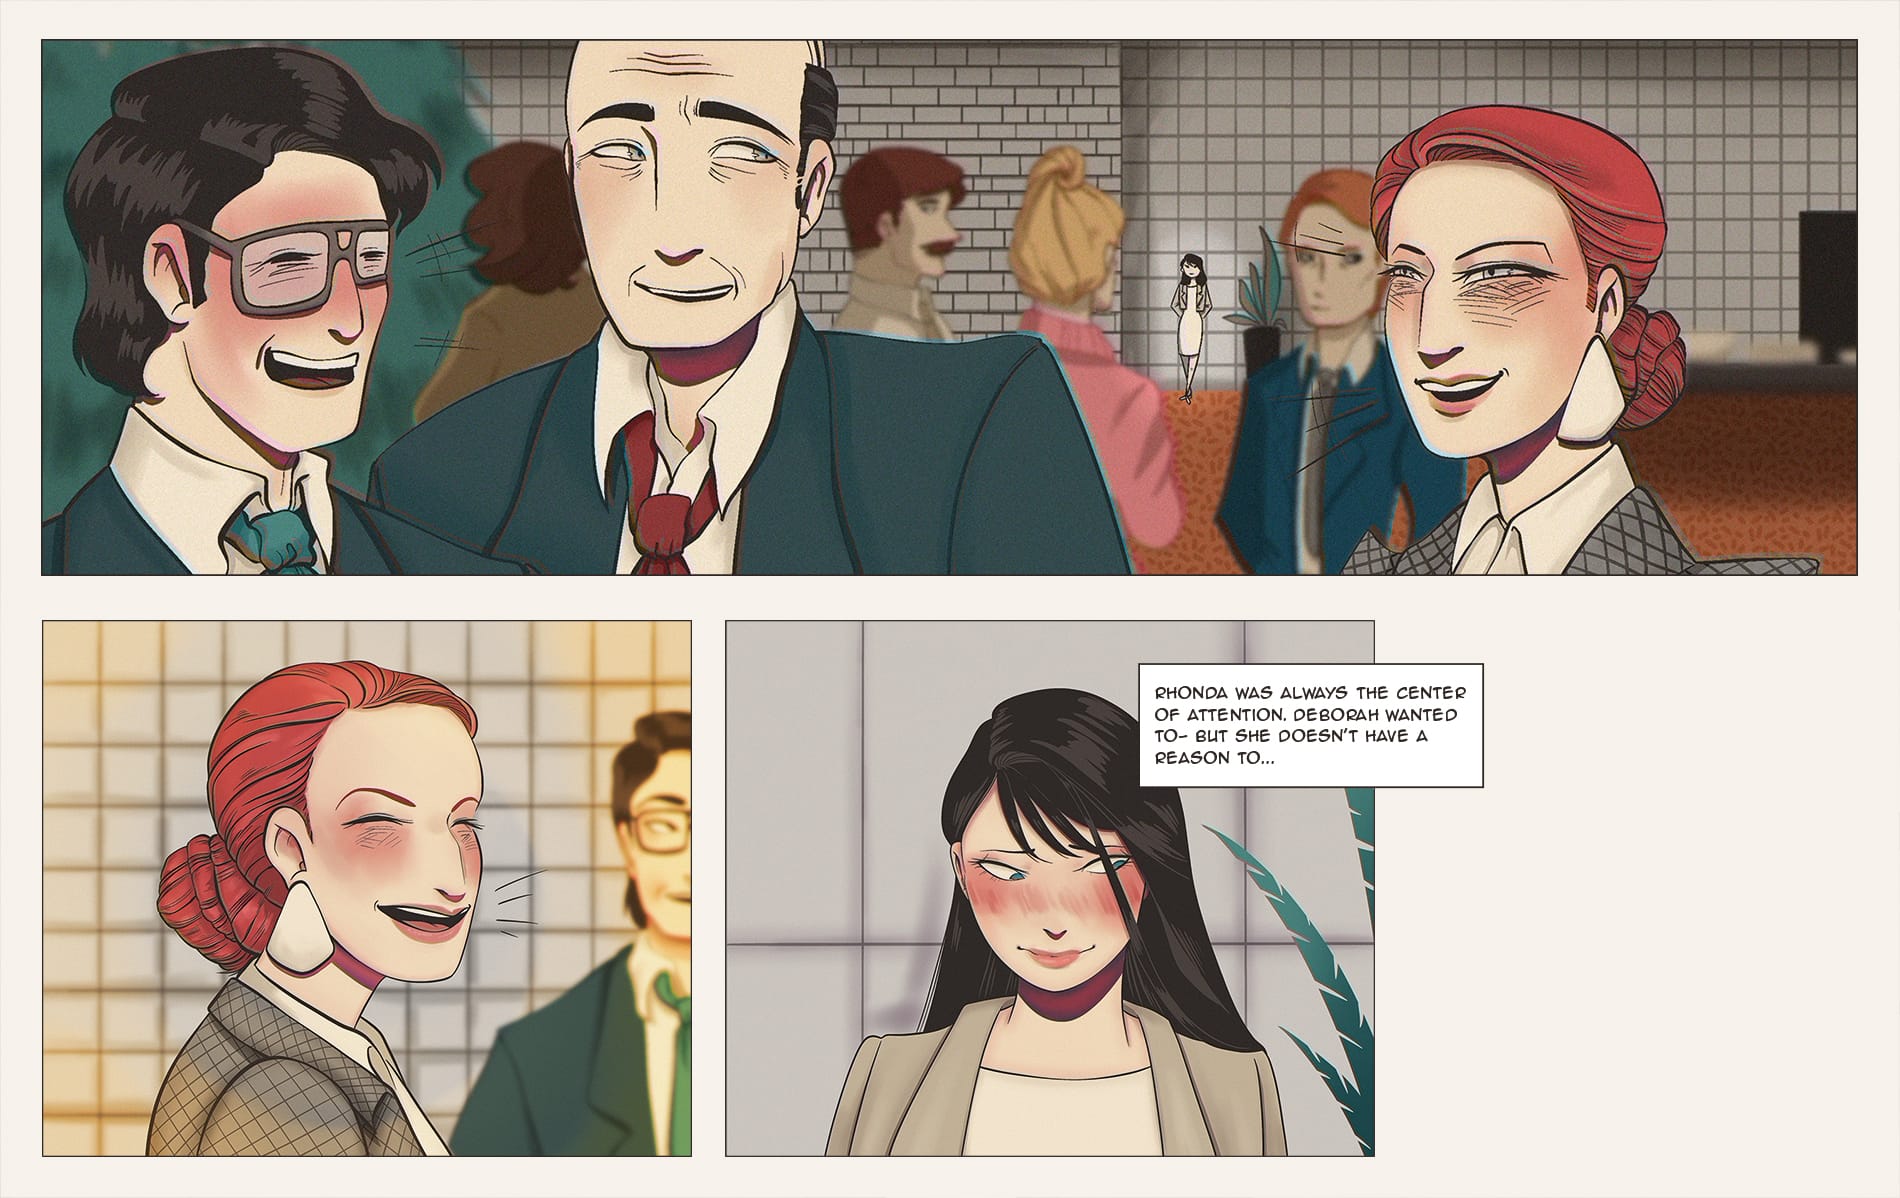 RHONDA WAS ALWAYS THE CENTER
OF ATTENTION. DEBORAH WANTED
TO- BUT SHE DOESN'T HAVE A
REASON TO...